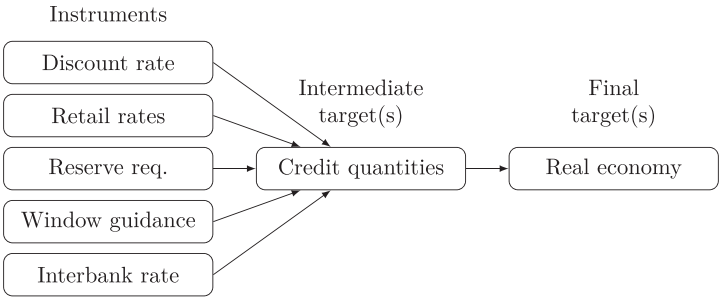 Instruments
Discount rate
Retail rates
Reserve req.
Window guidance
Interbank rate
Intermediate
target(s)
Credit quantities
Final
target(s)
Real economy